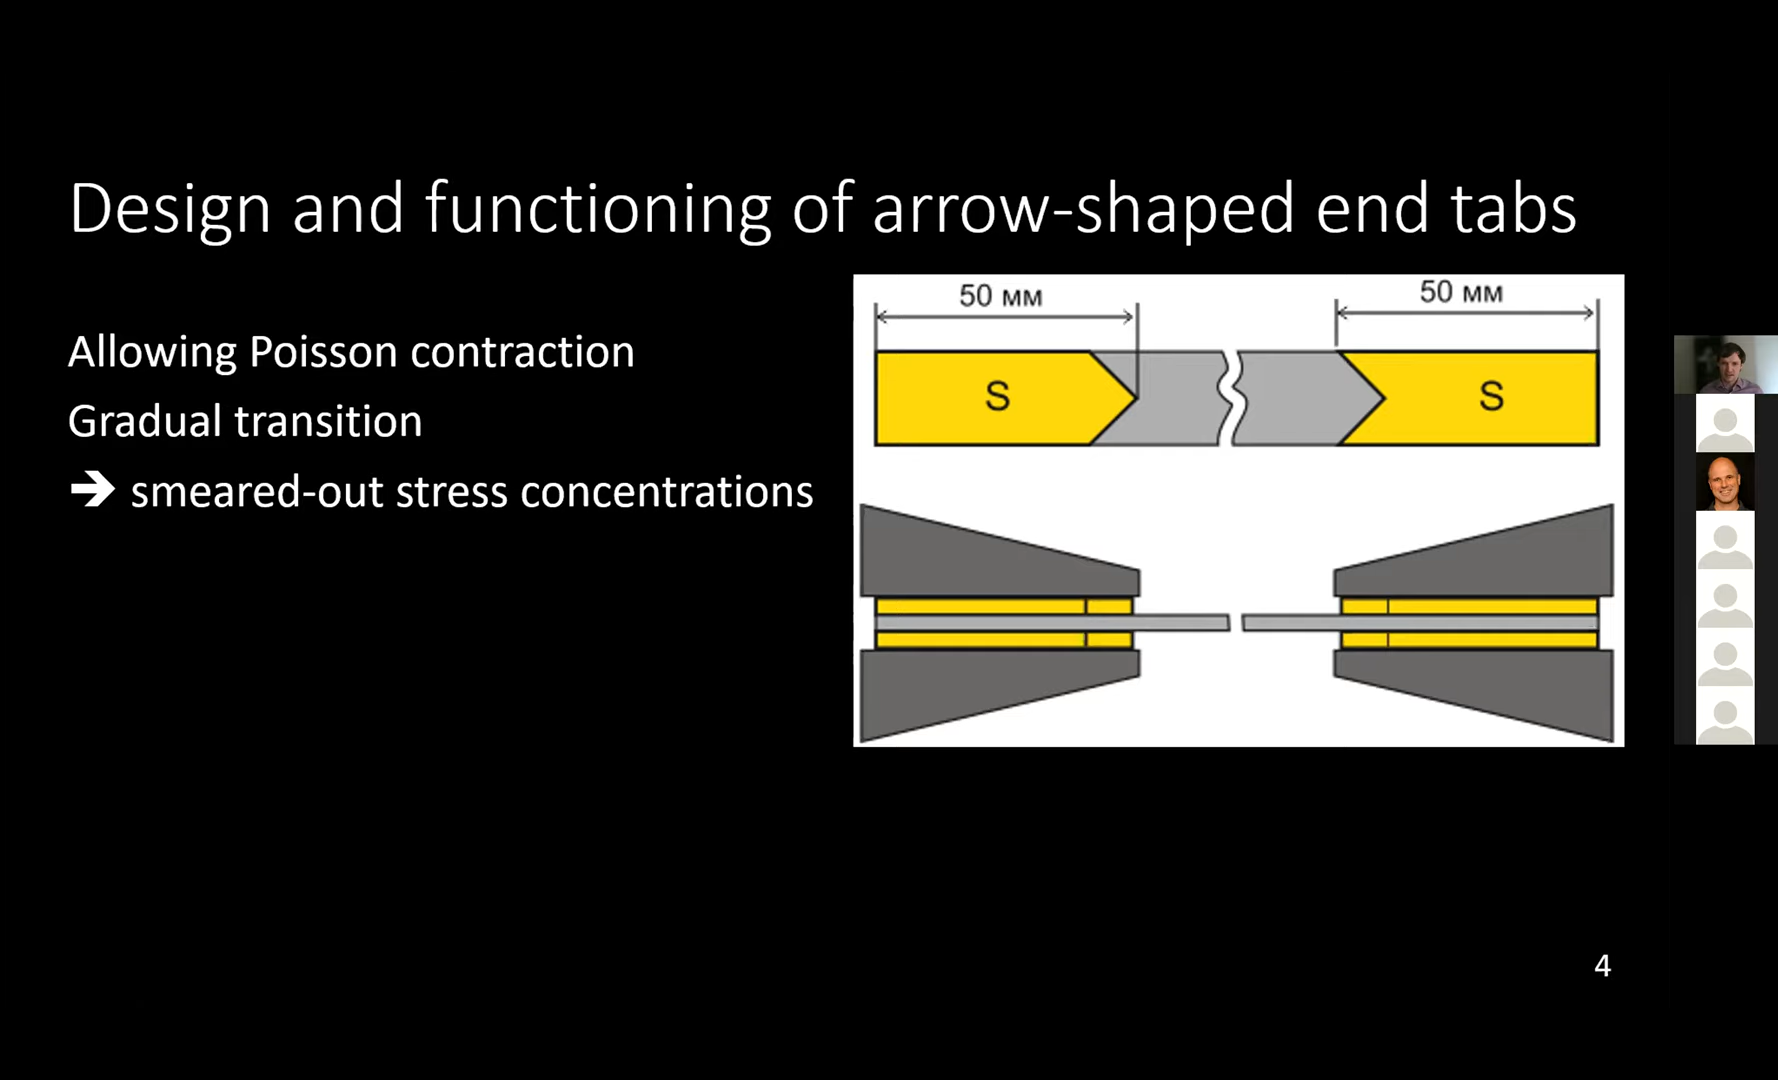 Design and functioning of arrow-shaped end tabs
Allowing Poisson contraction
Gradual transition
➔ smeared-out stress concentrations
50 мм
50 мм
S
S
4